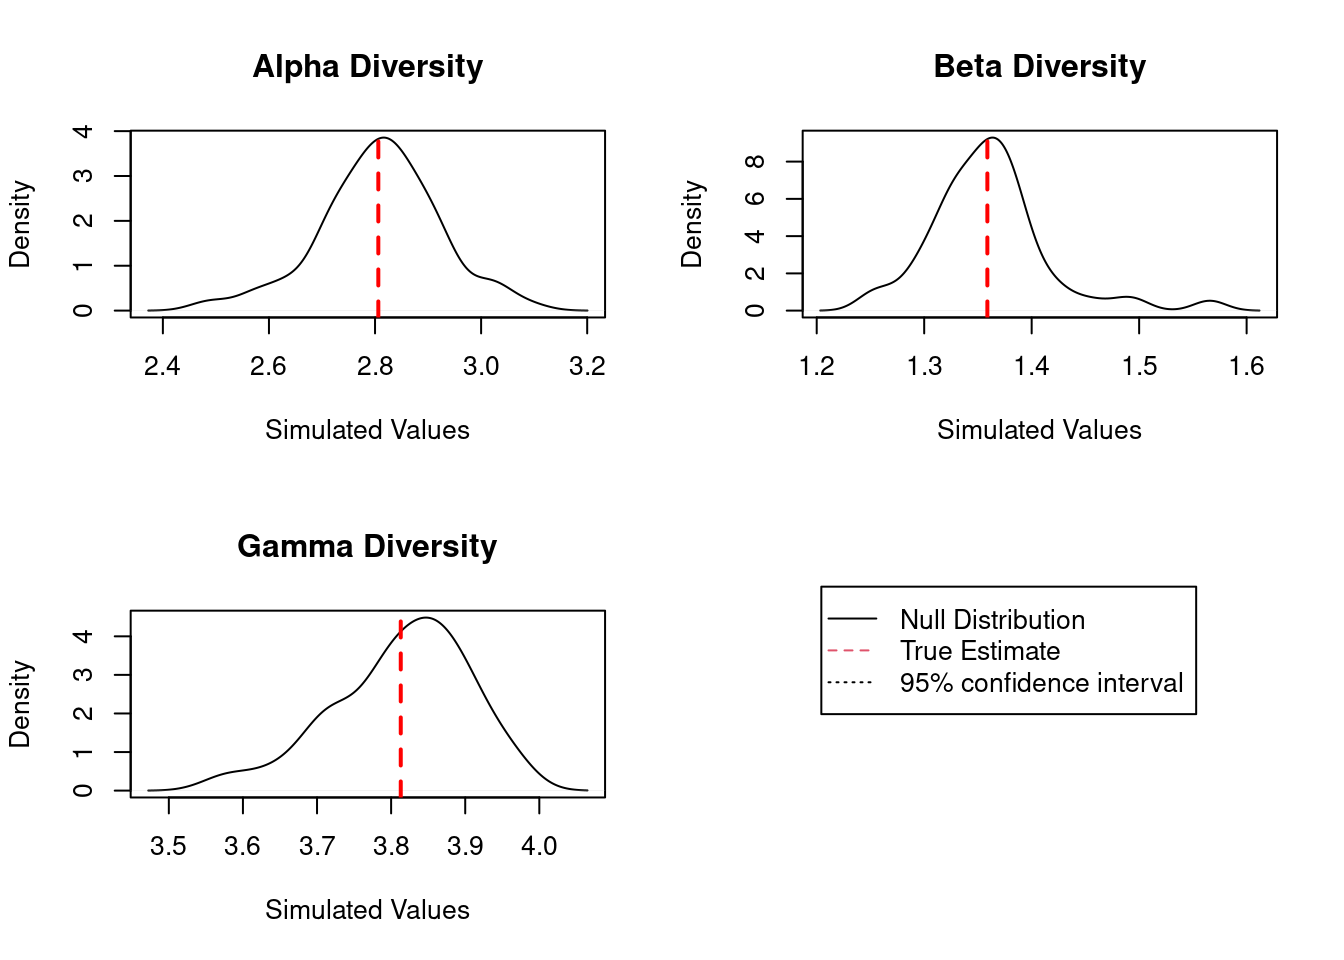 Alpha Diversity
Density
0 1 2 3 4
2.4 2.6 2.8 3.0 3.2
Simulated Values
Beta Diversity
Density
0 2 4 6 8
1.2 1.3 1.4 1.5 1.6
Simulated Values
Gamma Diversity
Density
0 1 2 3 4
3.5 3.6 3.7 3.8 3.9 4.0
Simulated Values
Null Distribution
True Estimate
95% confidence interval